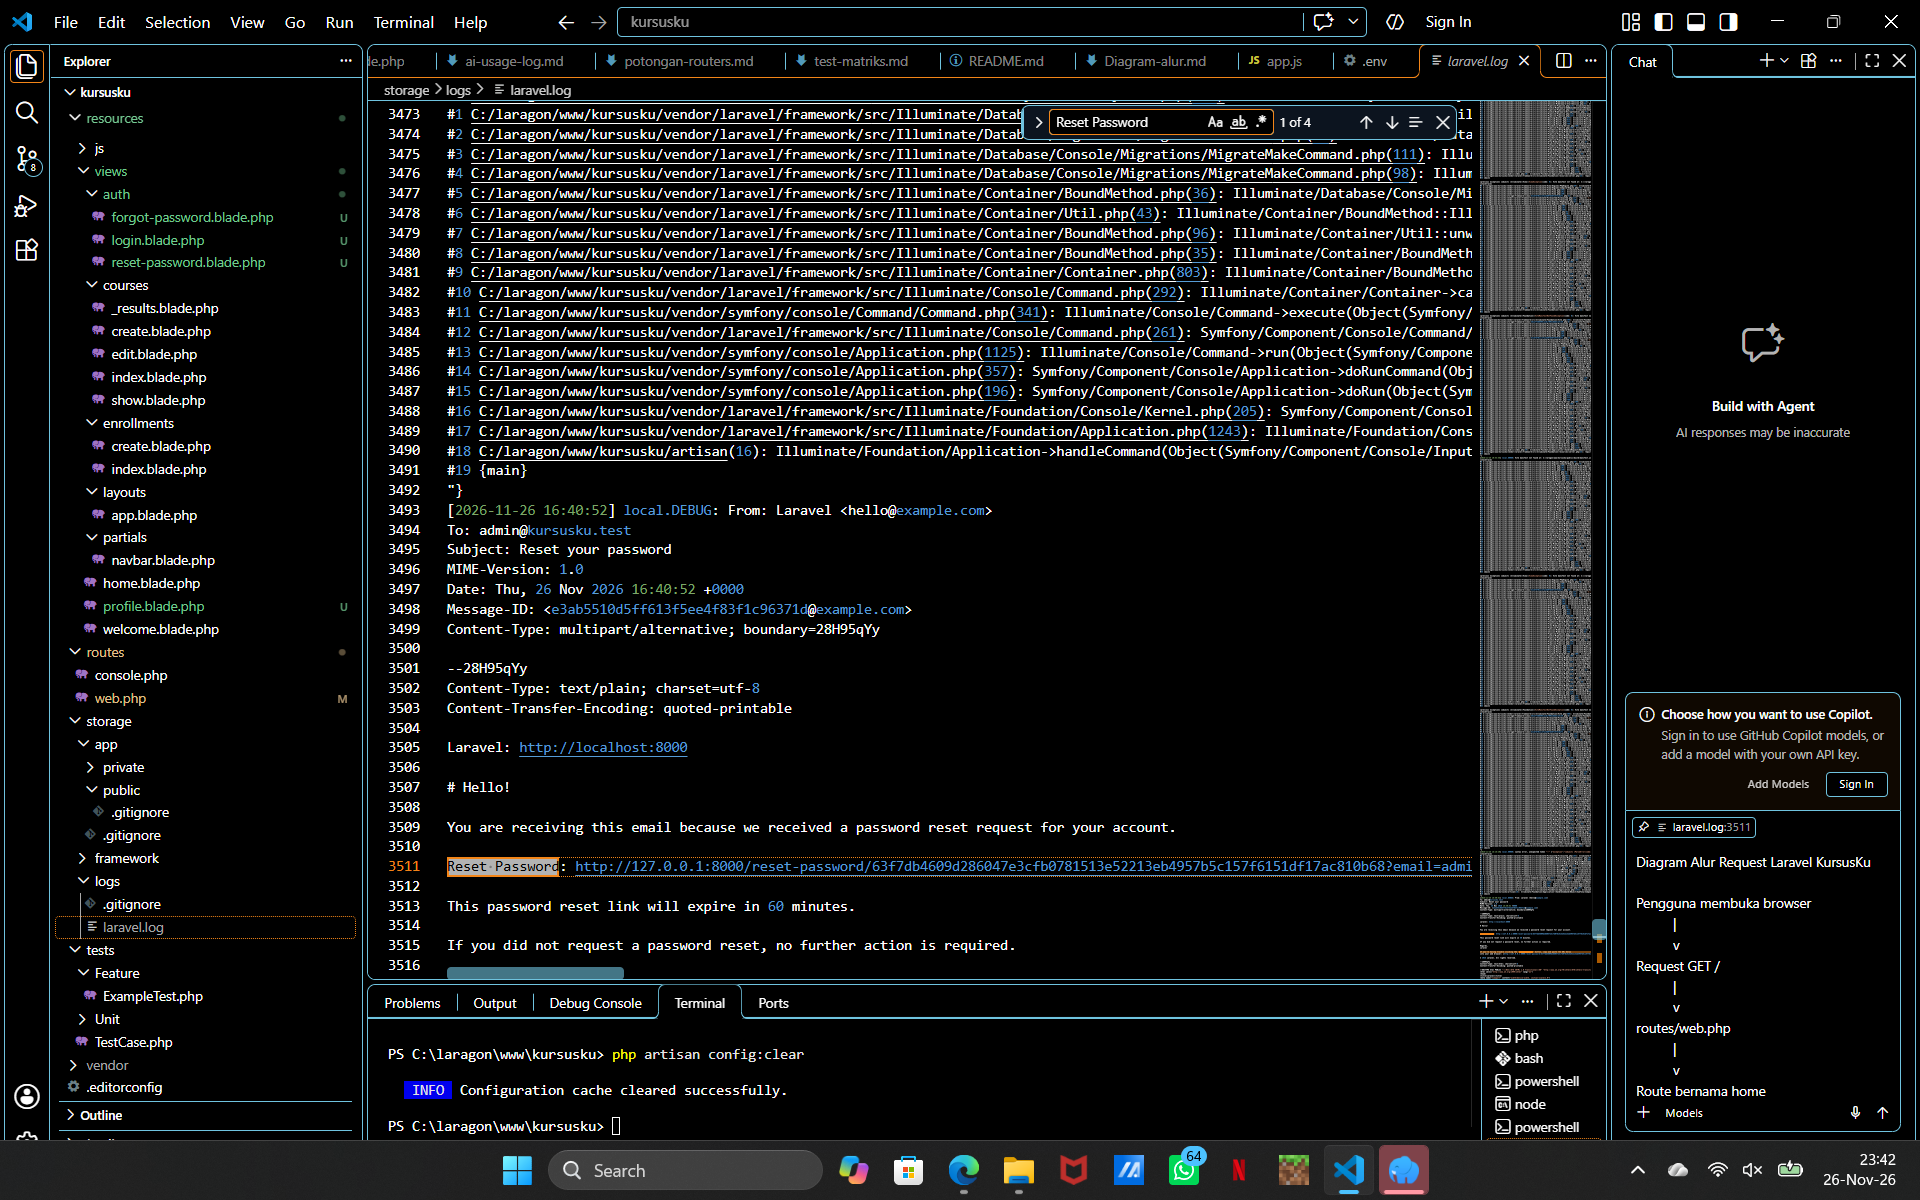 File Edit Selection View Go Run Terminal Help
kursusku
Sign In
Explorer
kursusku
resources
js
views
auth
forgot-password.blade.php U
login.blade.php U
reset-password.blade.php U
courses
_results.blade.php
create.blade.php
edit.blade.php
index.blade.php
show.blade.php
enrollments
create.blade.php
index.blade.php
layouts
app.blade.php
partials
navbar.blade.php
home.blade.php
profile.blade.php U
welcome.blade.php
routes
console.php
web.php M
storage
app
private
public
.gitignore
.gitignore
framework
logs
.gitignore
laravel.log
tests
Feature
ExampleTest.php
Unit
TestCase.php
vendor
.editorconfig
Outline
8
de.php ai-usage-log.md potongan-routers.md test-matriks.md README.md Diagram-alur.md JS app.js .env laravel.log
storage > logs > laravel.log
Reset Password Aa ab .* 1 of 4
3473 #1 C:/laragon/www/kursusku/vendor/laravel/framework/src/Illuminate/Datab
3474 #2 C:/laragon/www/kursusku/vendor/laravel/framework/src/Illuminate/Datab
3475 #3 C:/laragon/www/kursusku/vendor/laravel/framework/src/Illuminate/Database/Console/Migrations/MigrateMakeCommand.php(111): Illu
3476 #4 C:/laragon/www/kursusku/vendor/laravel/framework/src/Illuminate/Database/Console/Migrations/MigrateMakeCommand.php(98): Illum
3477 #5 C:/laragon/www/kursusku/vendor/laravel/framework/src/Illuminate/Container/BoundMethod.php(36): Illuminate/Database/Console/Mi
3478 #6 C:/laragon/www/kursusku/vendor/laravel/framework/src/Illuminate/Container/Util.php(43): Illuminate/Container/BoundMethod::Ill
3479 #7 C:/laragon/www/kursusku/vendor/laravel/framework/src/Illuminate/Container/BoundMethod.php(96): Illuminate/Container/Util::unw
3480 #8 C:/laragon/www/kursusku/vendor/laravel/framework/src/Illuminate/Container/BoundMethod.php(35): Illuminate/Container/BoundMeth
3481 #9 C:/laragon/www/kursusku/vendor/laravel/framework/src/Illuminate/Container/Container.php(803): Illuminate/Container/BoundMetho
3482 #10 C:/laragon/www/kursusku/vendor/laravel/framework/src/Illuminate/Console/Command.php(292): Illuminate/Container/Container->ca
3483 #11 C:/laragon/www/kursusku/vendor/symfony/console/Command/Command.php(341): Illuminate/Console/Command->execute(Object(Symfony/
3484 #12 C:/laragon/www/kursusku/vendor/laravel/framework/src/Illuminate/Console/Command.php(261): Symfony/Component/Console/Command/
3485 #13 C:/laragon/www/kursusku/vendor/symfony/console/Application.php(1125): Illuminate/Console/Command->run(Object(Symfony/Compone
3486 #14 C:/laragon/www/kursusku/vendor/symfony/console/Application.php(357): Symfony/Component/Console/Application->doRunCommand(Obj
3487 #15 C:/laragon/www/kursusku/vendor/symfony/console/Application.php(196): Symfony/Component/Console/Application->doRun(Object(Sym
3488 #16 C:/laragon/www/kursusku/vendor/laravel/framework/src/Illuminate/Foundation/Console/Kernel.php(205): Symfony/Component/Consol
3489 #17 C:/laragon/www/kursusku/vendor/laravel/framework/src/Illuminate/Foundation/Application.php(1243): Illuminate/Foundation/Cons
3490 #18 C:/laragon/www/kursusku/artisan(16): Illuminate/Foundation/Application->handleCommand(Object(Symfony/Component/Console/Input
3491 #19 {main}
3492 "}
3493 [2026-11-26 16:40:52] local.DEBUG: From: Laravel <hello@example.com>
3494 To: admin@kursusku.test
3495 Subject: Reset your password
3496 MIME-Version: 1.0
3497 Date: Thu, 26 Nov 2026 16:40:52 +0000
3498 Message-ID: <e3ab5510d5ff613f5ee4f83f1c96371d@example.com>
3499 Content-Type: multipart/alternative; boundary=28H95qYy
3500
3501 --28H95qYy
3502 Content-Type: text/plain; charset=utf-8
3503 Content-Transfer-Encoding: quoted-printable
3504
3505 Laravel: http://localhost:8000
3506
3507 # Hello!
3508
3509 You are receiving this email because we received a password reset request for your account.
3510
3511 Reset Password: http://127.0.0.1:8000/reset-password/63f7db4609d286047e3cfb0781513e52213eb4957b5c157f6151df17ac810b68?email=admi
3512
3513 This password reset link will expire in 60 minutes.
3514
3515 If you did not request a password reset, no further action is required.
3516
Problems Output Debug Console Terminal Ports
PS C:\laragon\www\kursusku> php artisan config:clear
INFO Configuration cache cleared successfully.
PS C:\laragon\www\kursusku>
php
bash
powershell
node
powershell
Chat
Build with Agent
AI responses may be inaccurate
Choose how you want to use Copilot.
Sign in to use GitHub Copilot models, or
add a model with your own API key.
Add Models Sign In
laravel.log:3511
Diagram Alur Request Laravel KursusKu
Pengguna membuka browser
|
v
Request GET /
|
v
routes/web.php
|
v
Route bernama home
Models
Search
64
23:42
26-Nov-26